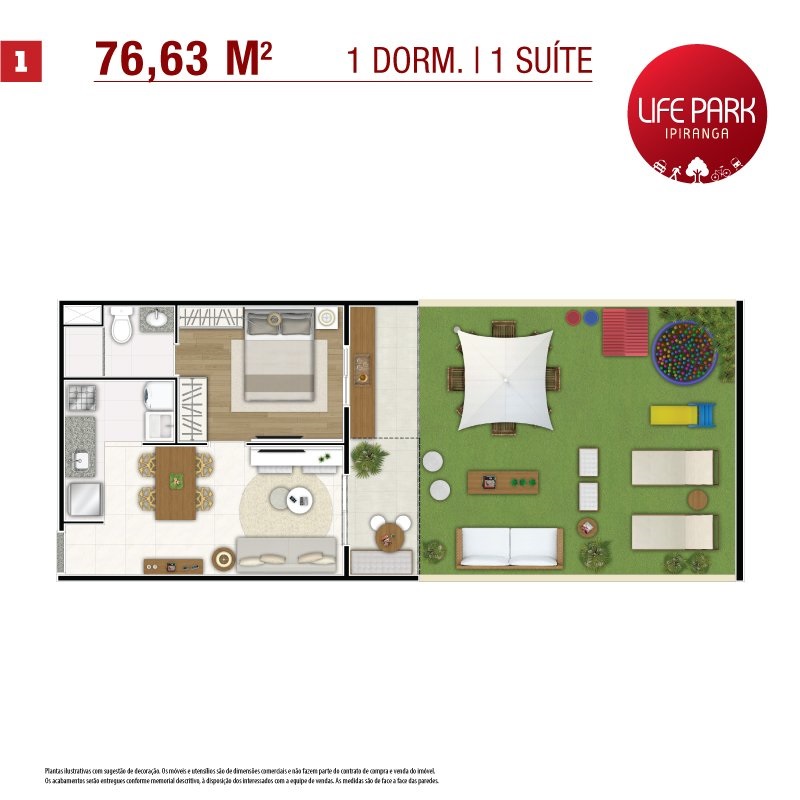 1
76,63 M²
1 DORM. | 1 SUÍTE
LIFE PARK
IPIRANGA
Plantas ilustrativas com sugestão de decoração. Os móveis e utensílios são de dimensões comerciais e não fazem parte do contrato de compra e venda do imóvel.
Os acabamentos serão entregues conforme memorial descritivo, à disposição dos interessados com a equipe de vendas. As medidas são de face a face das paredes.